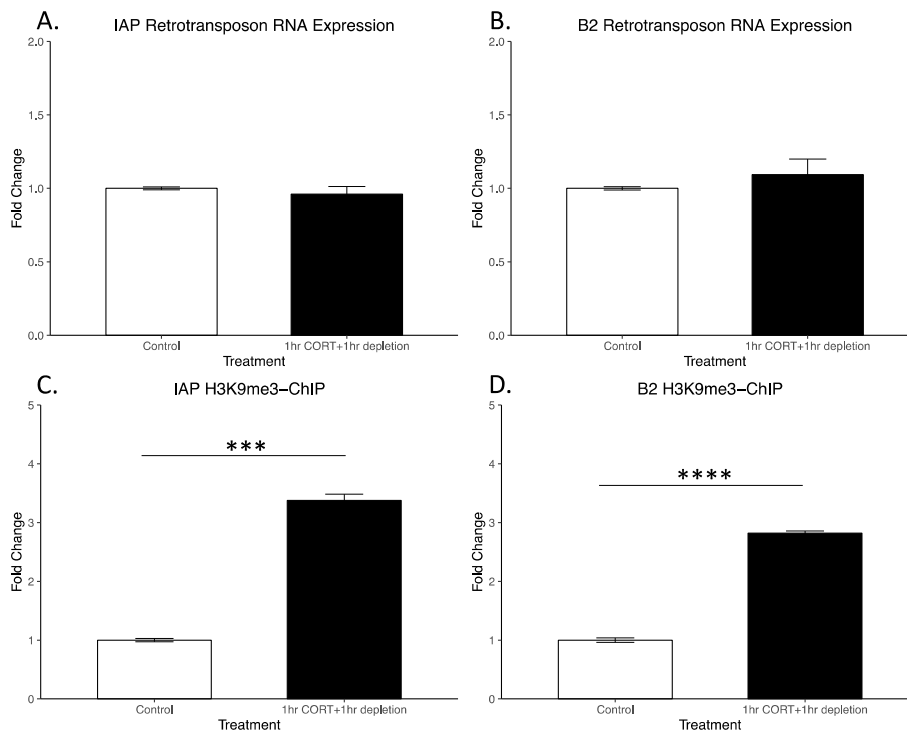 A.
IAP Retrotransposon RNA Expression
2.0
1.5
1.0
0.5
0.0
Fold Change
Control
1hr CORT+1hr depletion
Treatment
B.
B2 Retrotransposon RNA Expression
2.0
1.5
1.0
0.5
0.0
Fold Change
Control
1hr CORT+1hr depletion
Treatment
C.
IAP H3K9me3−ChIP
5
4
3
2
1
0
Fold Change
***
Control
1hr CORT+1hr depletion
Treatment
D.
B2 H3K9me3−ChIP
5
4
3
2
1
0
Fold Change
****
Control
1hr CORT+1hr depletion
Treatment